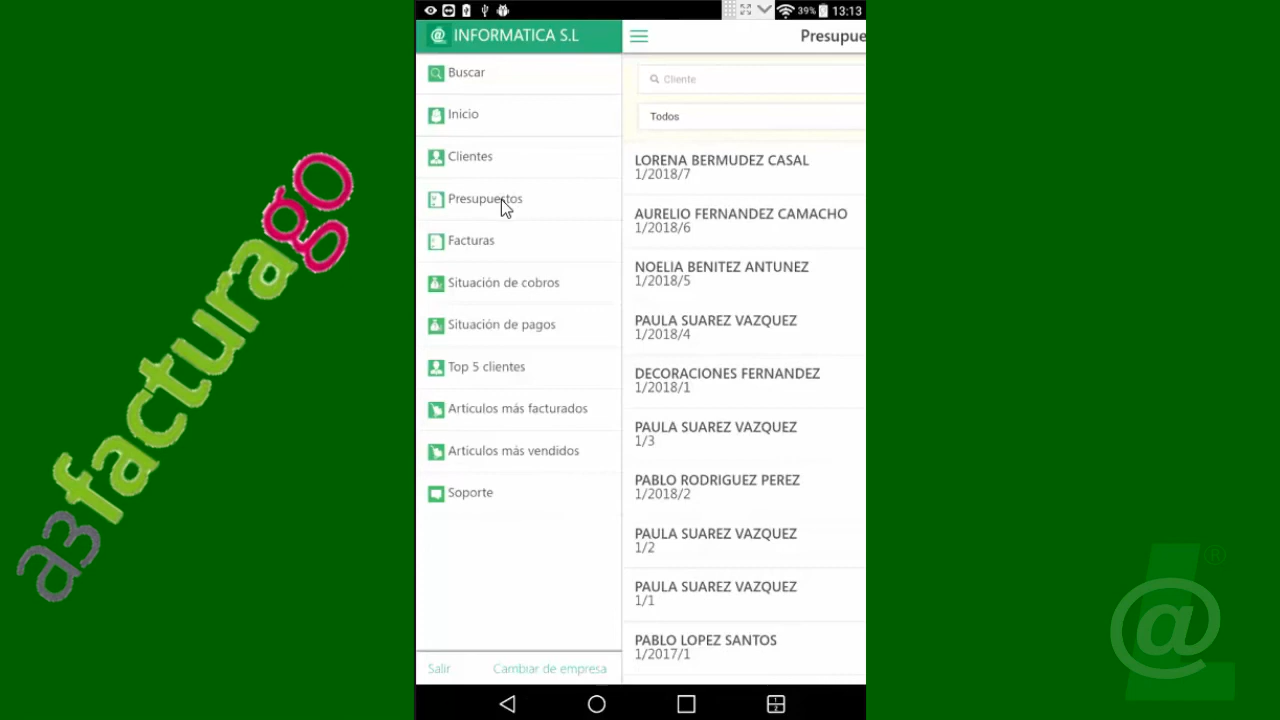 39% 13:13
@ INFORMATICA S.L
Buscar
Inicio
Clientes
Presupuestos
Facturas
Situación de cobros
Situación de pagos
Top 5 clientes
Artículos más facturados
Artículos más vendidos
Soporte
Salir Cambiar de empresa
Presupue
Cliente
Todos
LORENA BERMUDEZ CASAL
1/2018/7
AURELIO FERNANDEZ CAMACHO
1/2018/6
NOELIA BENITEZ ANTUNEZ
1/2018/5
PAULA SUAREZ VAZQUEZ
1/2018/4
DECORACIONES FERNANDEZ
1/2018/1
PAULA SUAREZ VAZQUEZ
1/3
PABLO RODRIGUEZ PEREZ
1/2018/2
PAULA SUAREZ VAZQUEZ
1/2
PAULA SUAREZ VAZQUEZ
1/1
PABLO LOPEZ SANTOS
1/2017/1
a3facturago
L@®